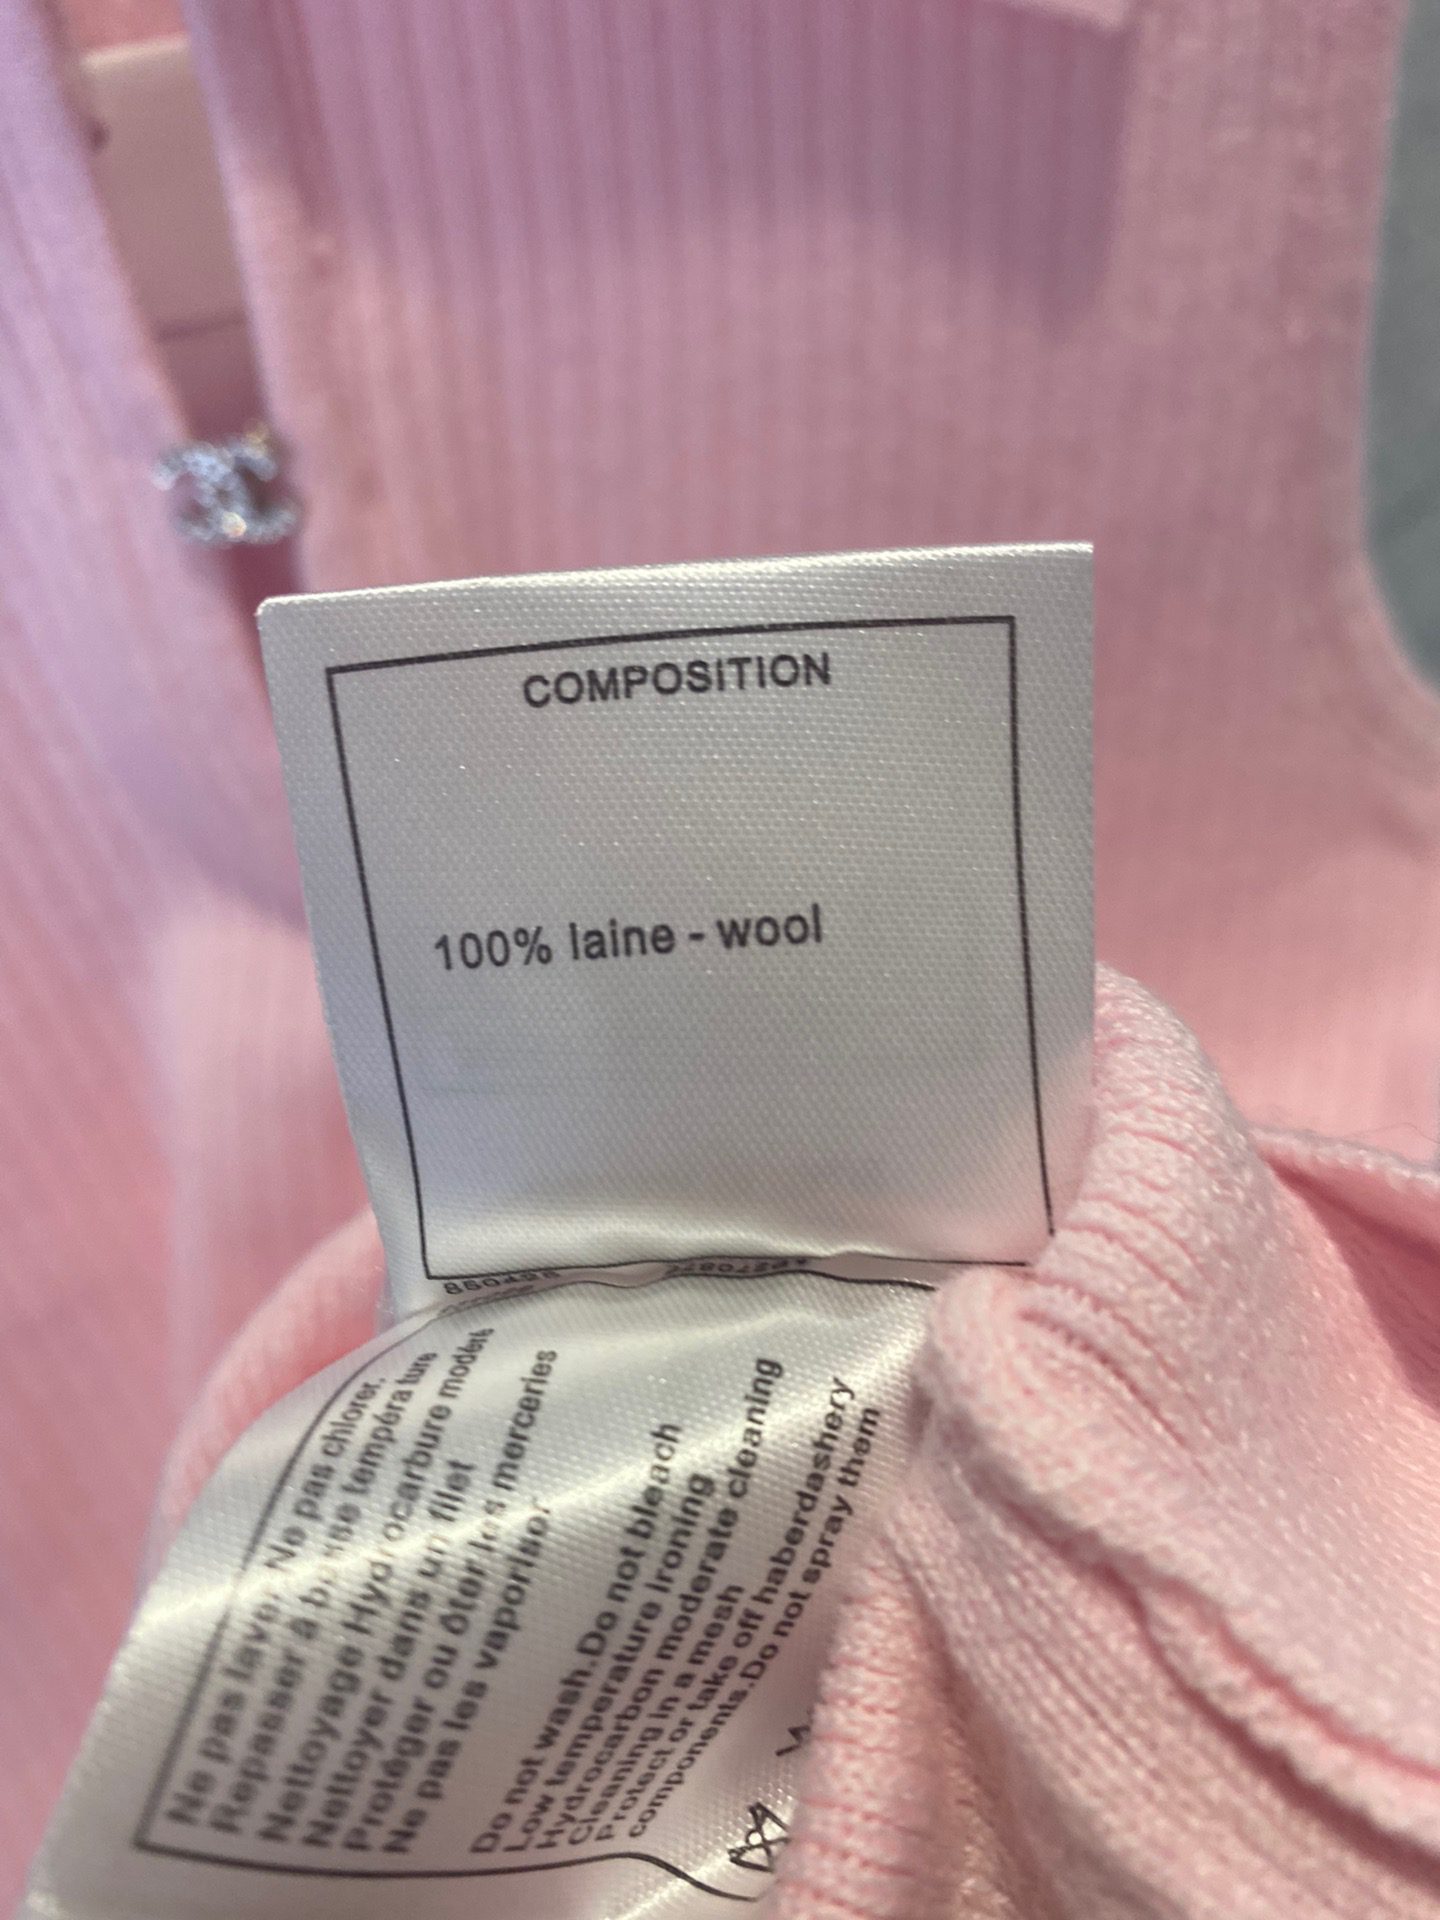 COMPOSITION
100% laine - wool
Ne pas laver.Ne pas chlorer.
Repasser à basse température
Nettoyage Hydrocarbure modéré
Nettoyer dans un filet
Protéger ou ôter les merceries
Ne pas les vaporiser
Do not wash.Do not bleach
Low temperature ironing
Hydrocarbon moderate cleaning
Cleaning in a mesh
Protect or take off haberdashery
components.Do not spray them